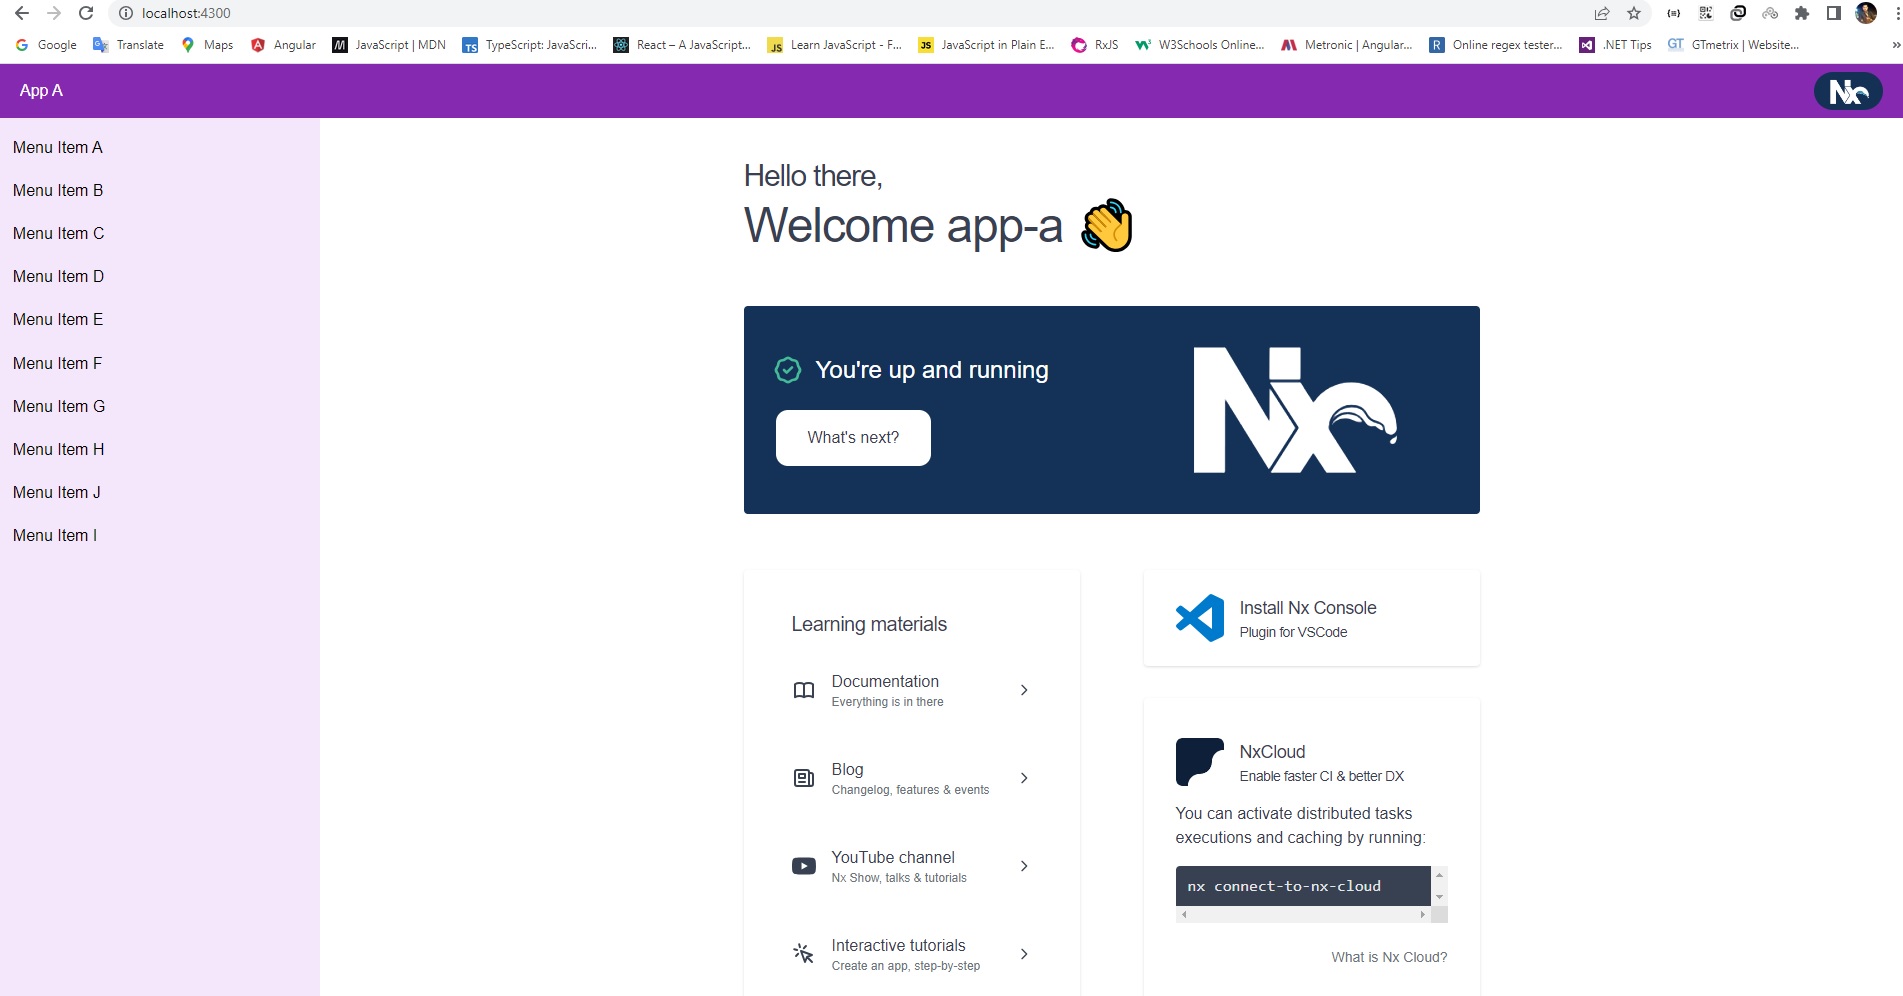 localhost:4300
Google Translate Maps Angular JavaScript | MDN TypeScript: JavaScri... React – A JavaScript... Learn JavaScript - F... JavaScript in Plain E... RxJS W3Schools Online... Metronic | Angular... Online regex tester... .NET Tips GTmetrix | Website...
App A
Nx
Menu Item A
Menu Item B
Menu Item C
Menu Item D
Menu Item E
Menu Item F
Menu Item G
Menu Item H
Menu Item J
Menu Item I
Hello there,
Welcome app-a 👋
You're up and running
What's next?
Nx
Learning materials
Documentation
Everything is in there
Blog
Changelog, features & events
YouTube channel
Nx Show, talks & tutorials
Interactive tutorials
Create an app, step-by-step
Install Nx Console
Plugin for VSCode
NxCloud
Enable faster CI & better DX
You can activate distributed tasks
executions and caching by running:
nx connect-to-nx-cloud
What is Nx Cloud?